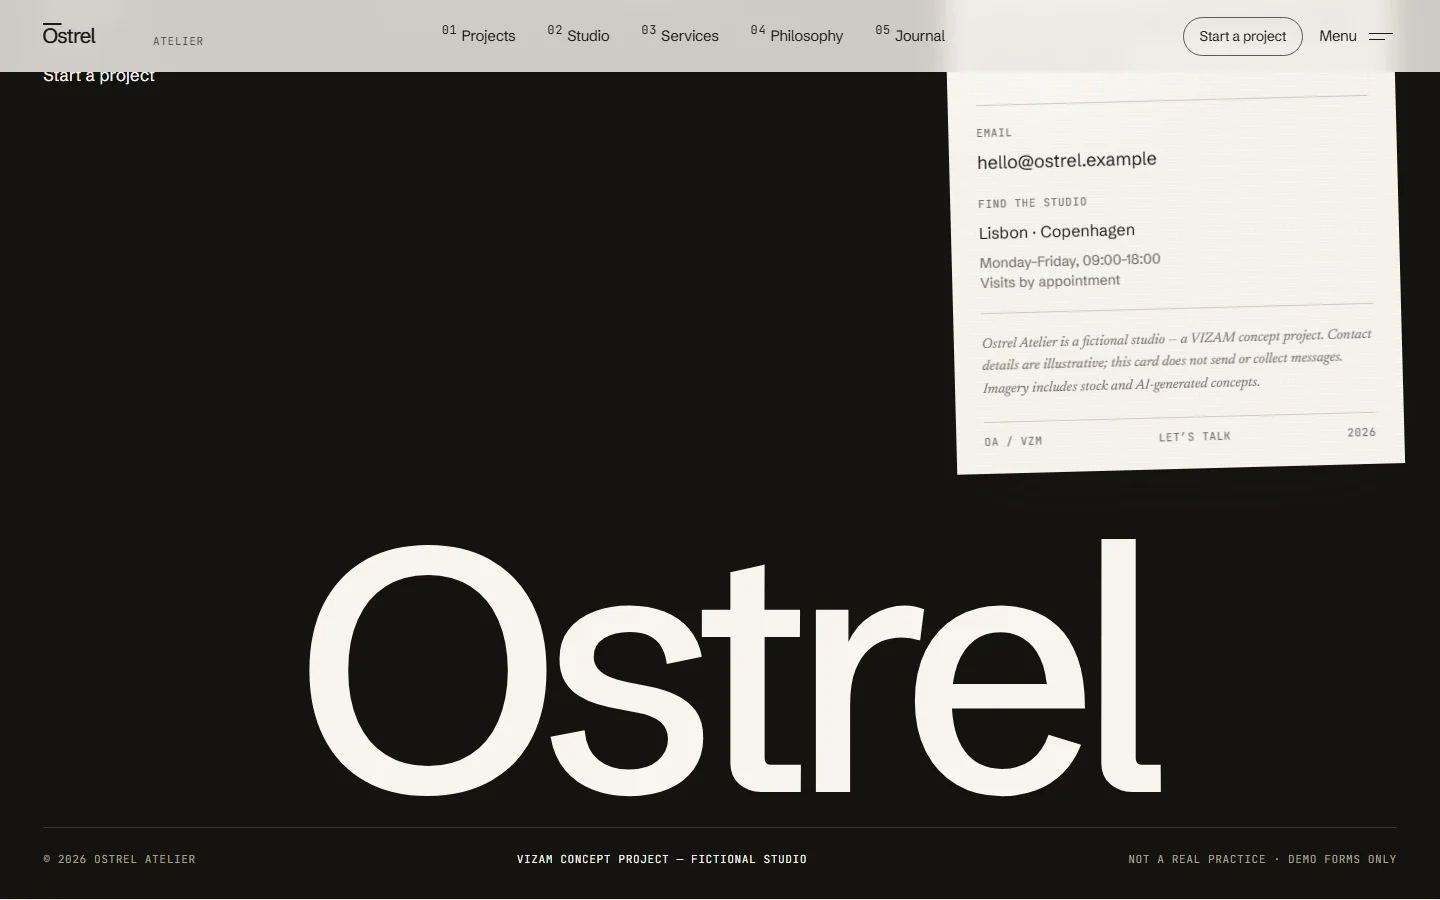 Ostrel
ATELIER
01 Projects
02 Studio
03 Services
04 Philosophy
05 Journal
Start a project
Menu
Start a project
EMAIL
hello@ostrel.example
FIND THE STUDIO
Lisbon · Copenhagen
Monday–Friday, 09:00–18:00
Visits by appointment
Ostrel Atelier is a fictional studio — a VIZAM concept project. Contact
details are illustrative; this card does not send or collect messages.
Imagery includes stock and AI-generated concepts.
OA / VZM
LET’S TALK
2026
Ostrel
© 2026 OSTREL ATELIER
VIZAM CONCEPT PROJECT — FICTIONAL STUDIO
NOT A REAL PRACTICE · DEMO FORMS ONLY